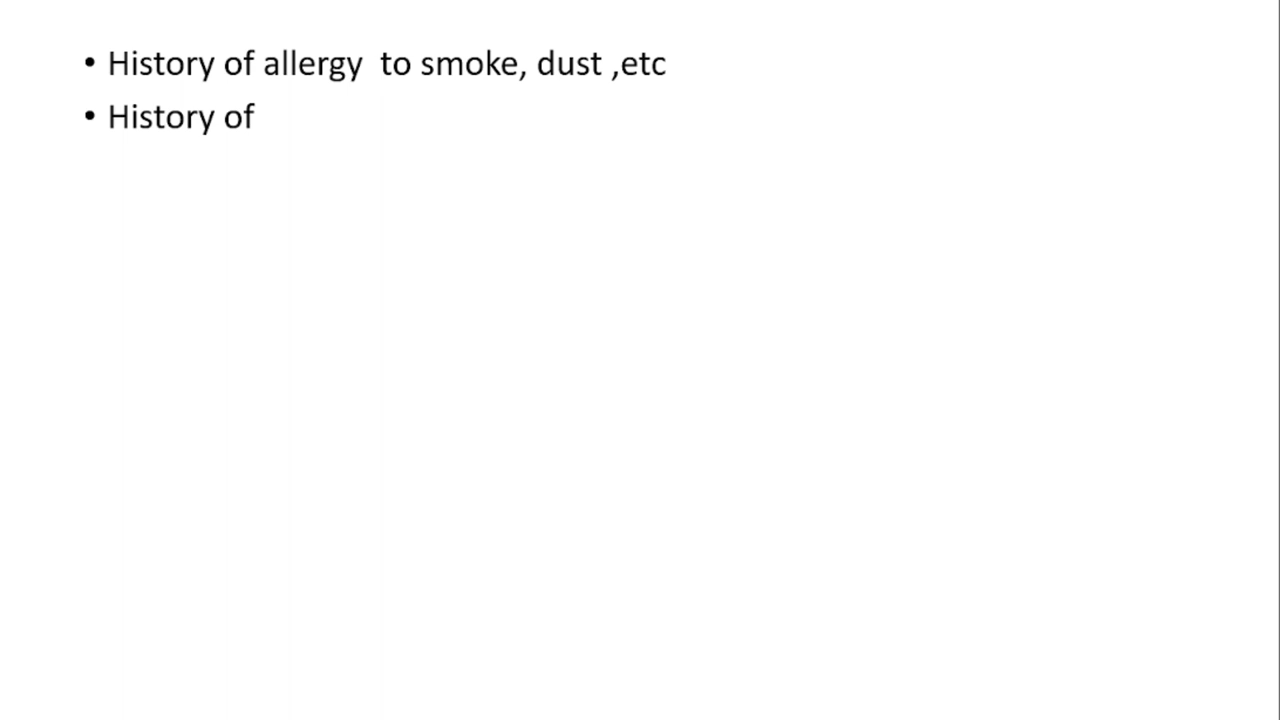 • History of allergy  to smoke, dust ,etc
• History of